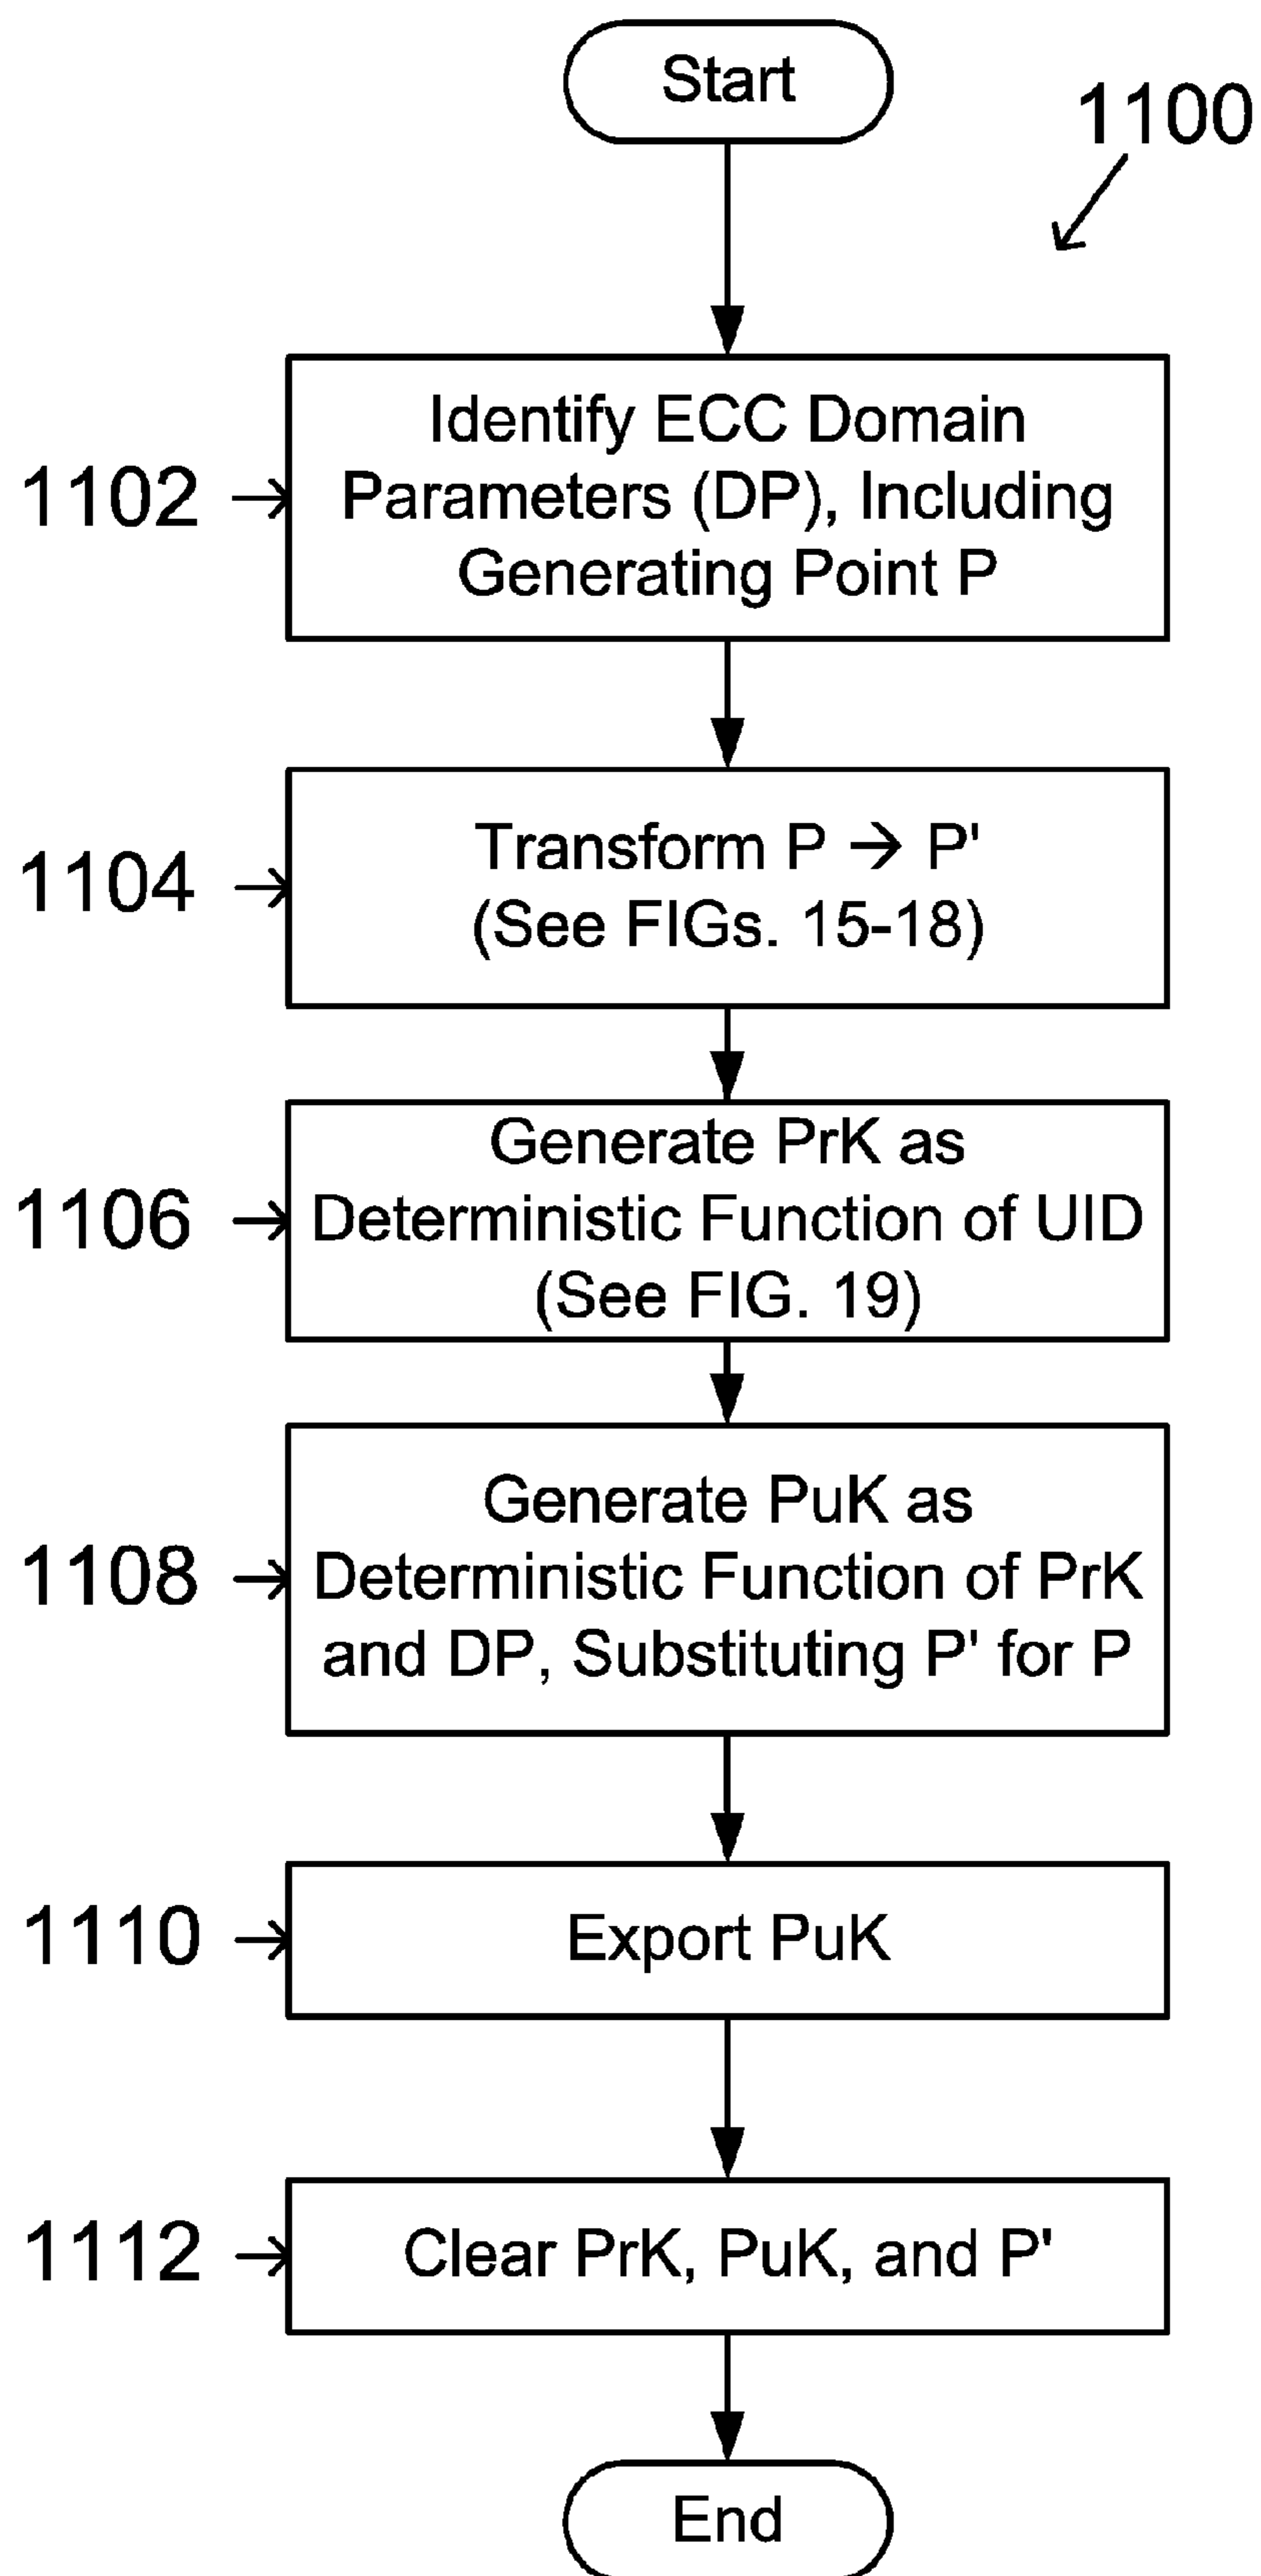 Start
1100
Identify ECC Domain
Parameters (DP), Including
Generating Point P
1102
Transform P → P'
(See FIGs. 15-18)
1104
Generate PrK as
Deterministic Function of UID
(See FIG. 19)
1106
Generate PuK as
Deterministic Function of PrK
and DP, Substituting P' for P
1108
Export PuK
1110
Clear PrK, PuK, and P'
1112
End